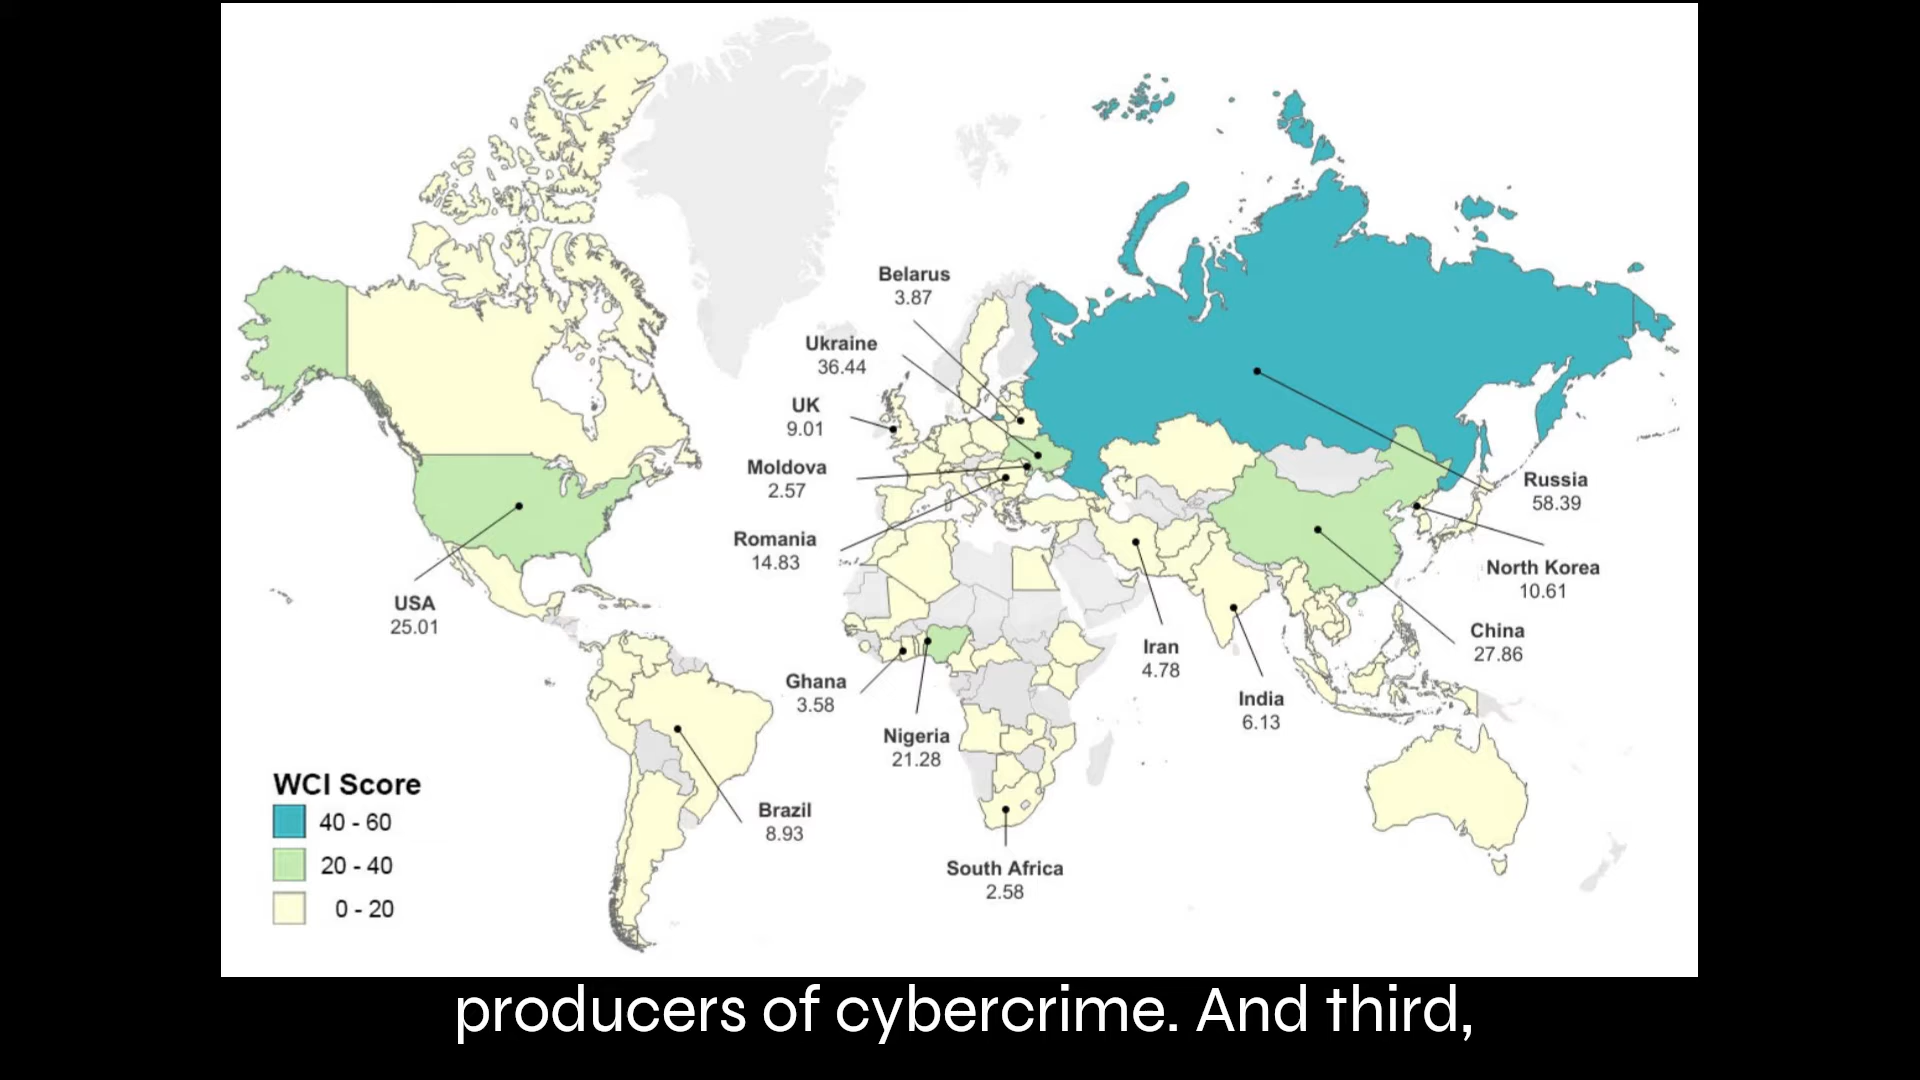 Belarus
3.87
Ukraine
36.44
UK
9.01
Moldova
2.57
Romania
14.83
Russia
58.39
North Korea
10.61
USA
25.01
China
27.86
Iran
4.78
Ghana
3.58
India
6.13
Nigeria
21.28
Brazil
8.93
South Africa
2.58
WCI Score
40 - 60
20 - 40
0 - 20
producers of cybercrime. And third,